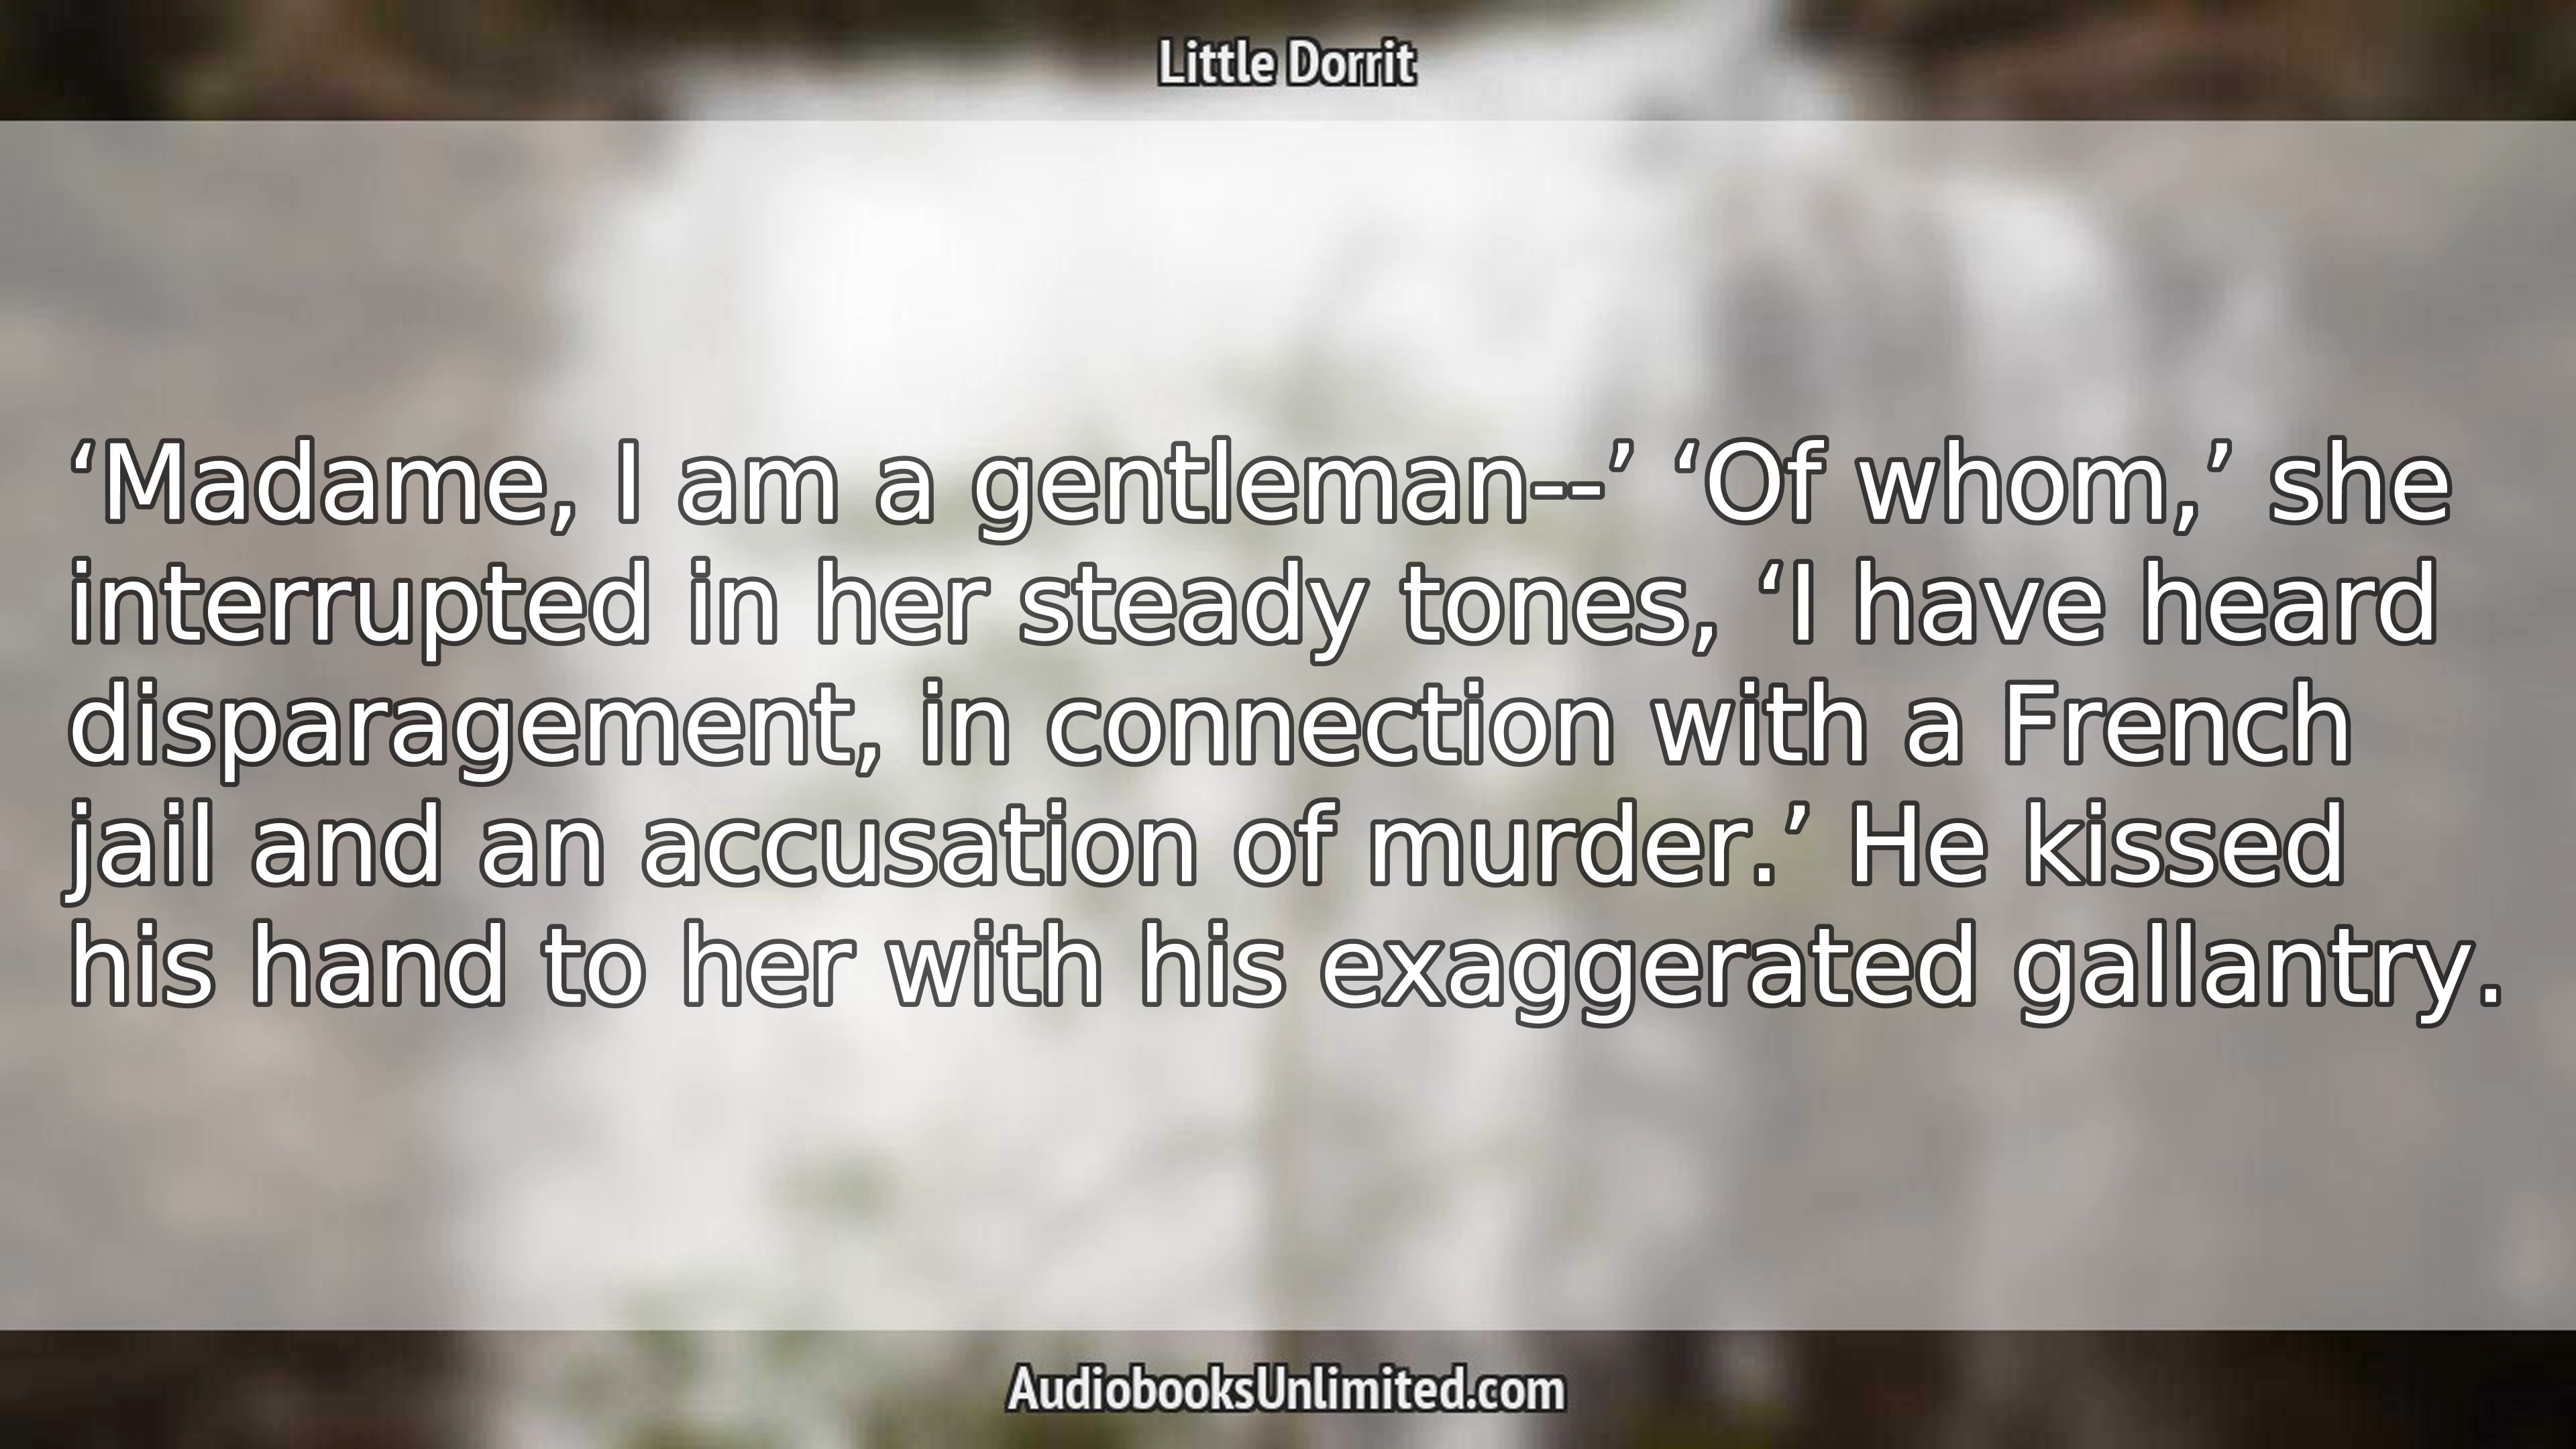 Little Dorrit
‘Madame, I am a gentleman--’ ‘Of whom,’ she
interrupted in her steady tones, ‘I have heard
disparagement, in connection with a French
jail and an accusation of murder.’ He kissed
his hand to her with his exaggerated gallantry.
AudiobooksUnlimited.com